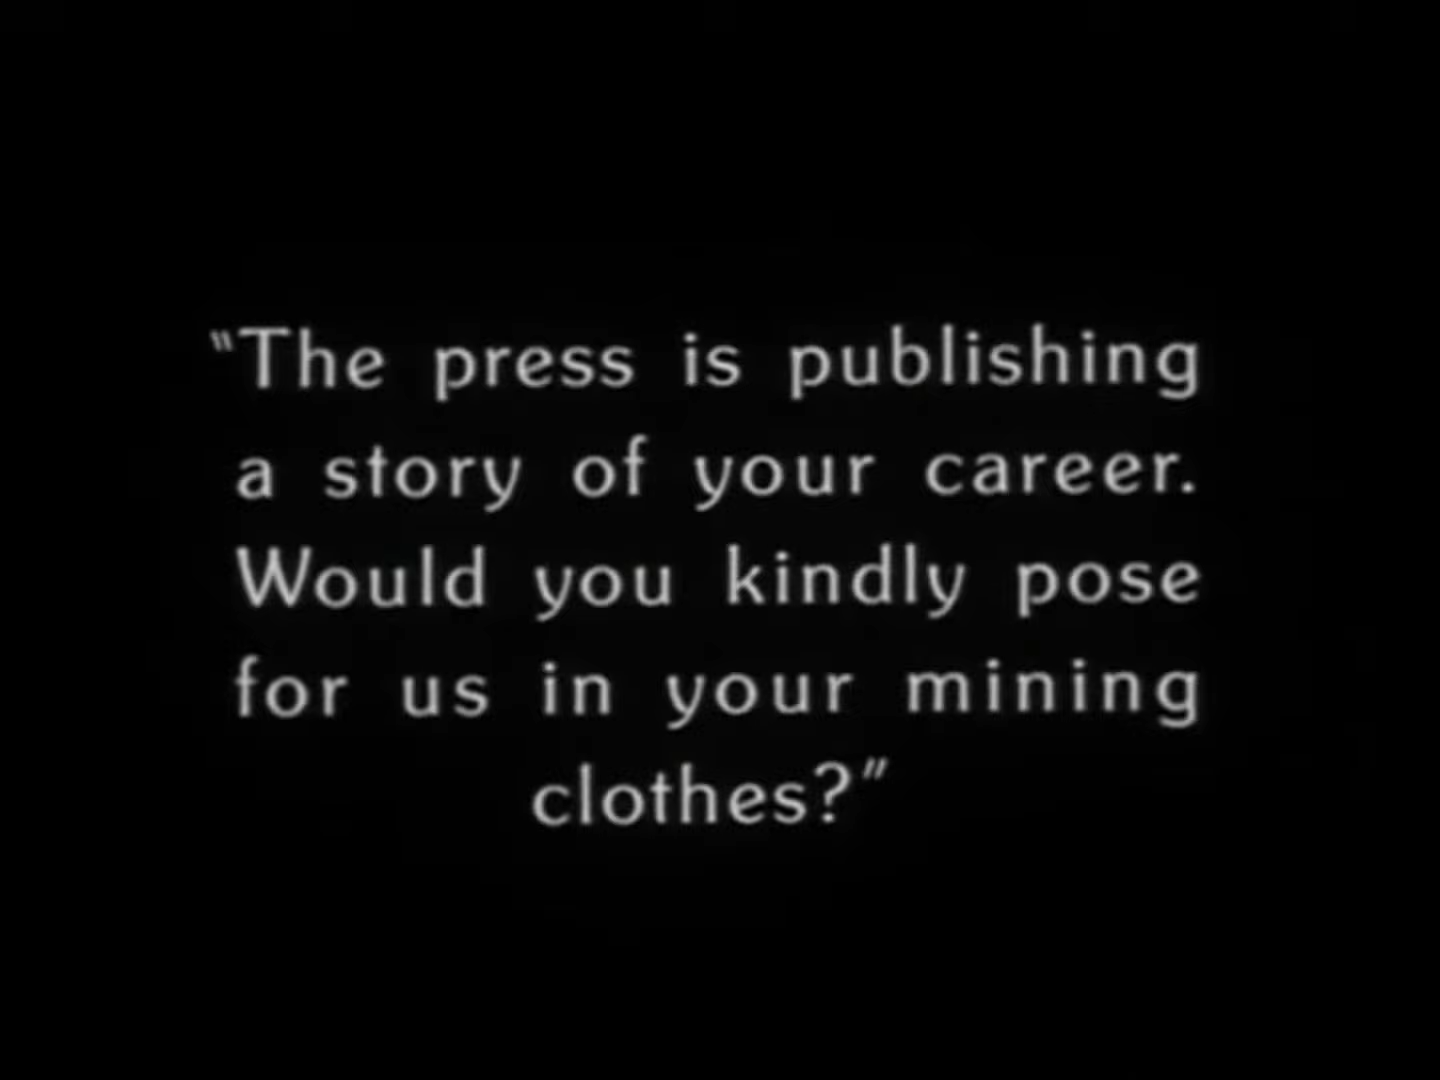 "The press is publishing
a story of your career.
Would you kindly pose
for us in your mining
clothes?"